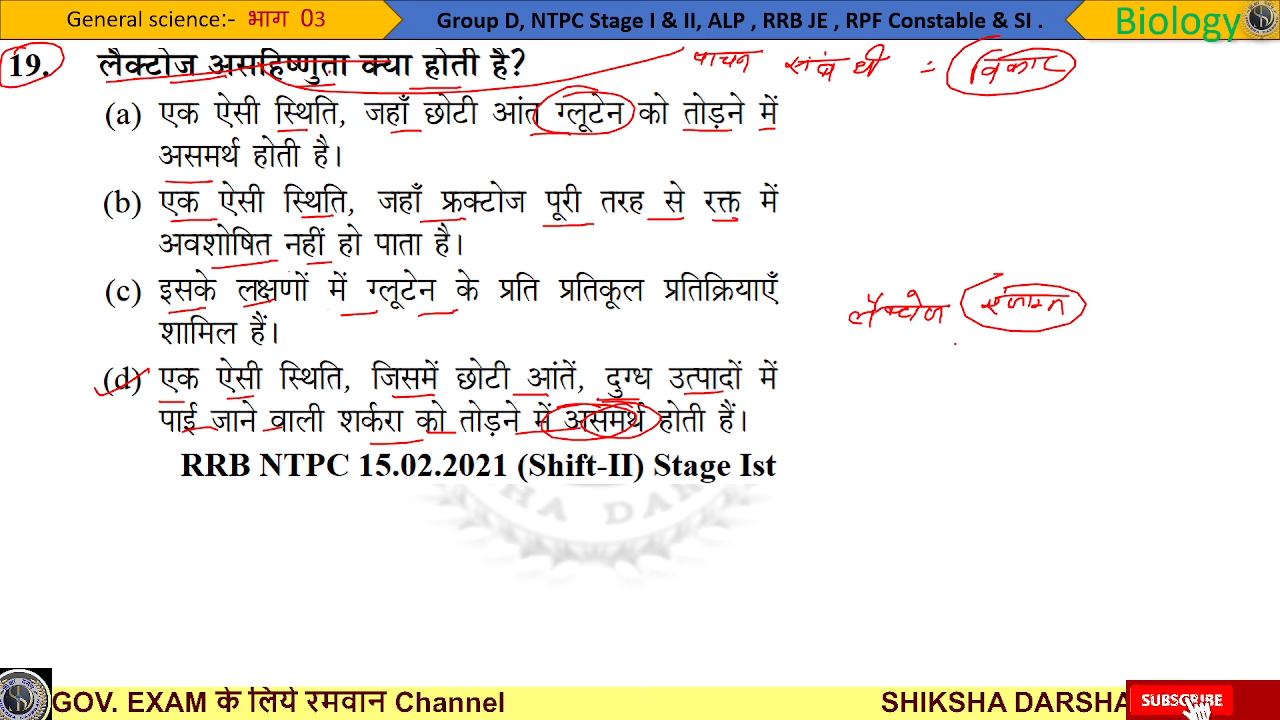 General science:- भाग 03
Group D, NTPC Stage I & II, ALP , RRB JE , RPF Constable & SI .
Biology
19. लैक्टोज असहिष्णुता क्या होती है?
पाचन संबंधी = विकार
(a) एक ऐसी स्थिति, जहाँ छोटी आंत ग्लूटेन को तोड़ने में
असमर्थ होती है।
(b) एक ऐसी स्थिति, जहाँ फ्रक्टोज पूरी तरह से रक्त में
अवशोषित नहीं हो पाता है।
(c) इसके लक्षणों में ग्लूटेन के प्रति प्रतिकूल प्रतिक्रियाएँ
शामिल हैं।
लैक्टोज
(d) एक ऐसी स्थिति, जिसमें छोटी आंतें, दुग्ध उत्पादों में
पाई जाने वाली शर्करा को तोड़ने में असमर्थ होती हैं।
RRB NTPC 15.02.2021 (Shift-II) Stage Ist
HA DAR
GOV. EXAM के लिये रमवान Channel
SHIKSHA DARSHA
SUBSCRIBE